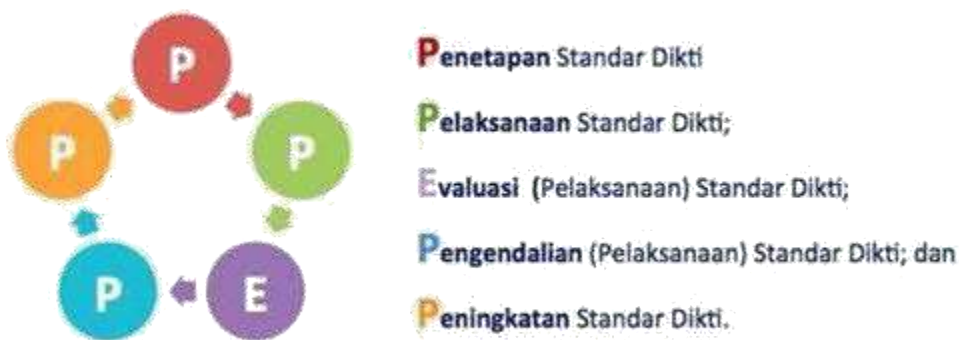 P
P
P
P
E
Penetapan Standar Dikti
Pelaksanaan Standar Dikti;
Evaluasi (Pelaksanaan) Standar Dikti;
Pengendalian (Pelaksanaan) Standar Dikti; dan
Peningkatan Standar Dikti.